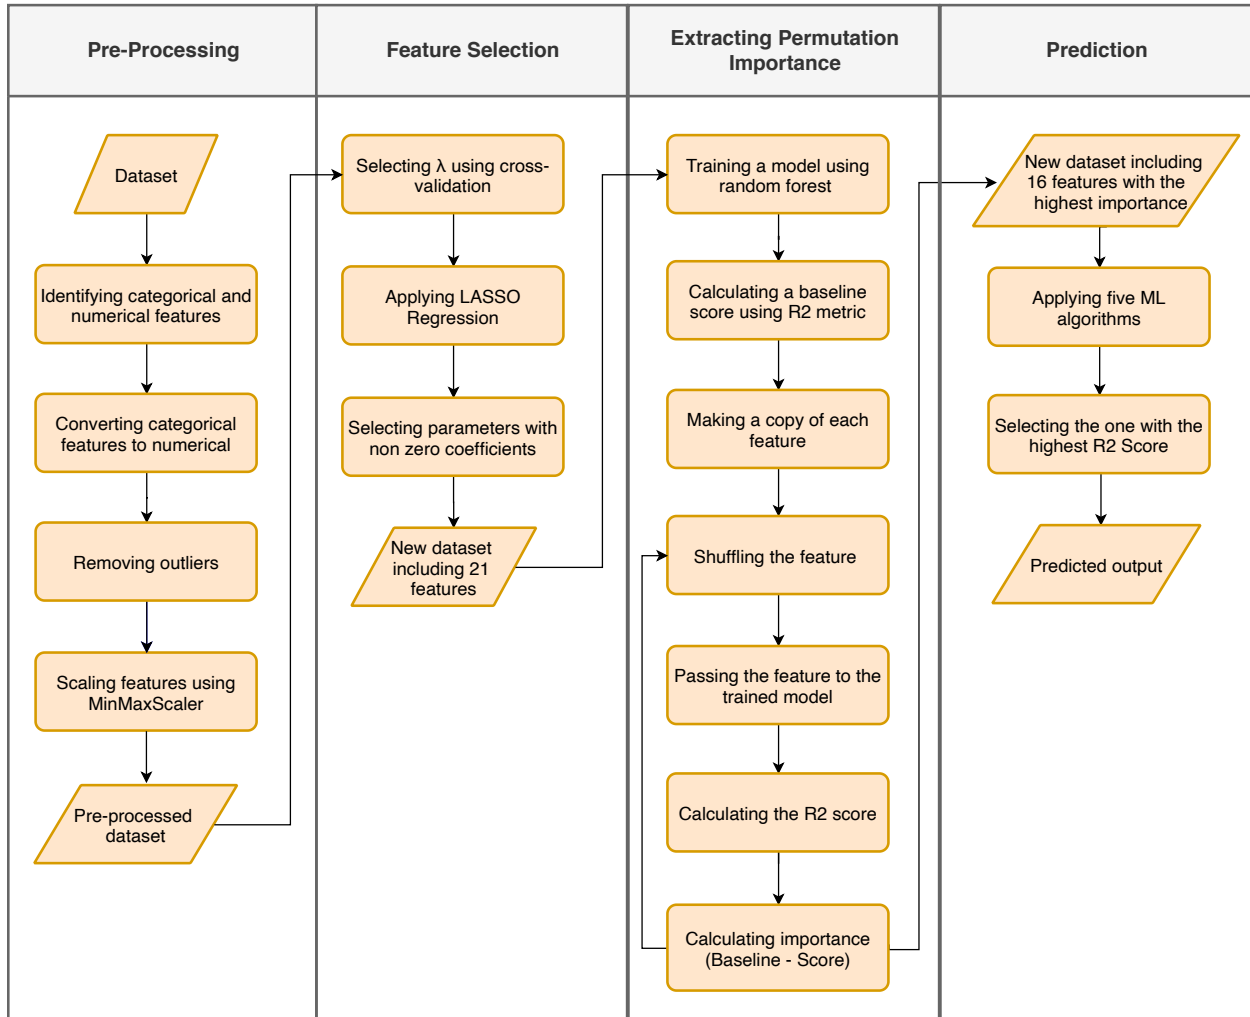 Pre-Processing
Feature Selection
Extracting Permutation
Importance
Prediction
Dataset
Identifying categorical and
numerical features
Converting categorical
features to numerical
Removing outliers
Scaling features using
MinMaxScaler
Pre-processed
dataset
Selecting λ using cross-
validation
Applying LASSO
Regression
Selecting parameters with
non zero coefficients
New dataset
including 21
features
Training a model using
random forest
Calculating a baseline
score using R2 metric
Making a copy of each
feature
Shuffling the feature
Passing the feature to the
trained model
Calculating the R2 score
Calculating importance
(Baseline - Score)
New dataset including
16 features with the
highest importance
Applying five ML
algorithms
Selecting the one with the
highest R2 Score
Predicted output